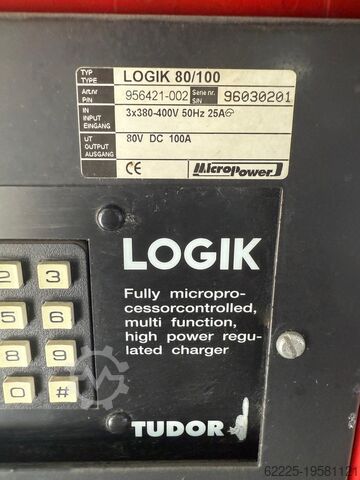 TYP
TYPE LOGIK 80/100
Art.nr
P/N 956421-002 Serie nr.
S/N 96030201
IN
INPUT
EINGANG 3x380-400V 50Hz 25A
UT
OUTPUT
AUSGANG 80V DC 100A
CE MicroPower
LOGIK
Fully micropro-
cessorcontrolled,
multi function,
high power regu-
lated charger
2 3
5 6
8 9
0 #
TUDOR
62225-19581121